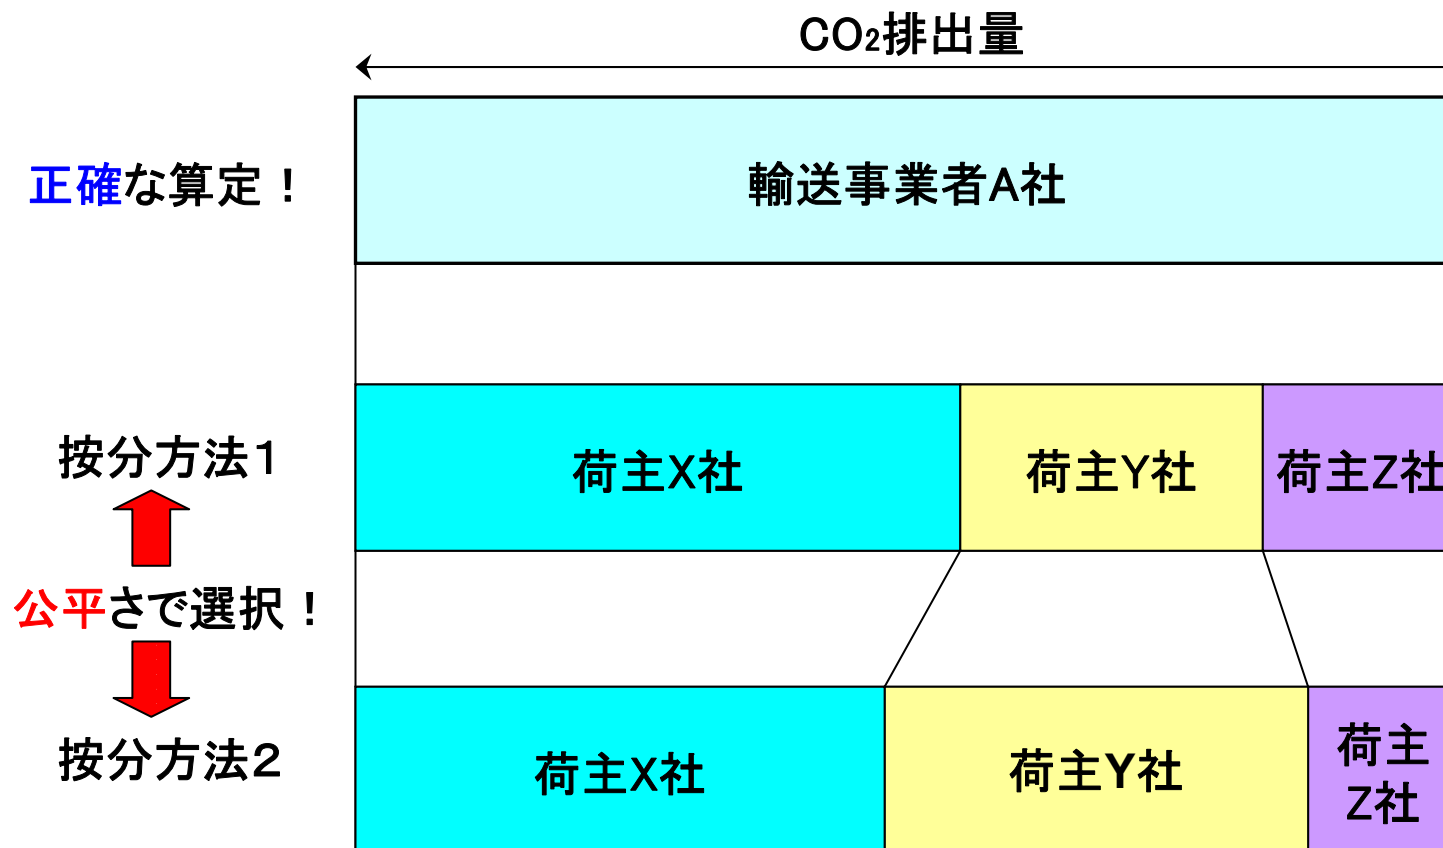 CO₂排出量
正確な算定！
輸送事業者A社
按分方法１
荷主X社
荷主Y社
荷主Z社
公平さで選択！
按分方法２
荷主X社
荷主Y社
荷主
Z社